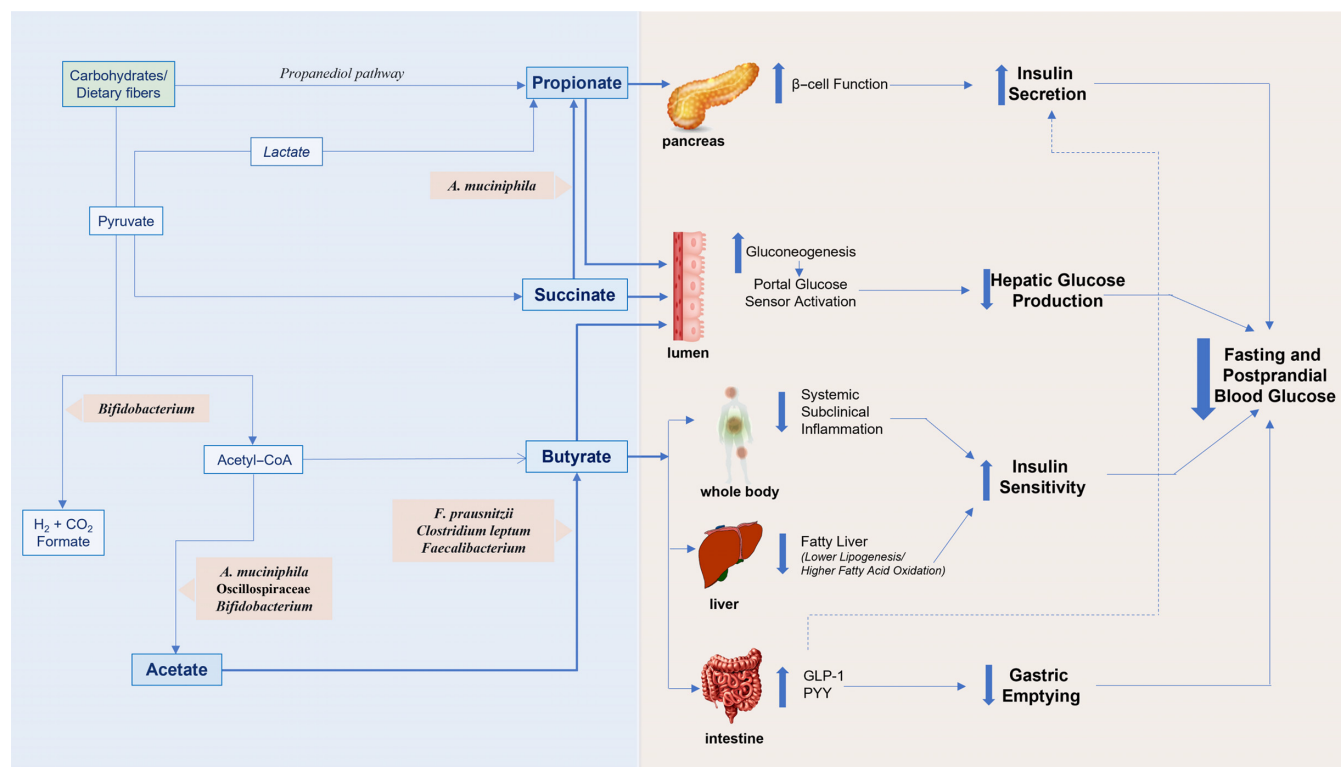 Carbohydrates/
Dietary fibers
Propanediol pathway
Propionate
Lactate
A. muciniphila
Pyruvate
Succinate
Bifidobacterium
Acetyl–CoA
Butyrate
H₂ + CO₂
Formate
F. prausnitzii
Clostridium leptum
Faecalibacterium
A. muciniphila
Oscillospiraceae
Bifidobacterium
Acetate
pancreas
β–cell Function
Insulin
Secretion
lumen
Gluconeogenesis
Portal Glucose
Sensor Activation
Hepatic Glucose
Production
Fasting and
Postprandial
Blood Glucose
whole body
Systemic
Subclinical
Inflammation
Insulin
Sensitivity
liver
Fatty Liver
(Lower Lipogenesis/
Higher Fatty Acid Oxidation)
intestine
GLP-1
PYY
Gastric
Emptying